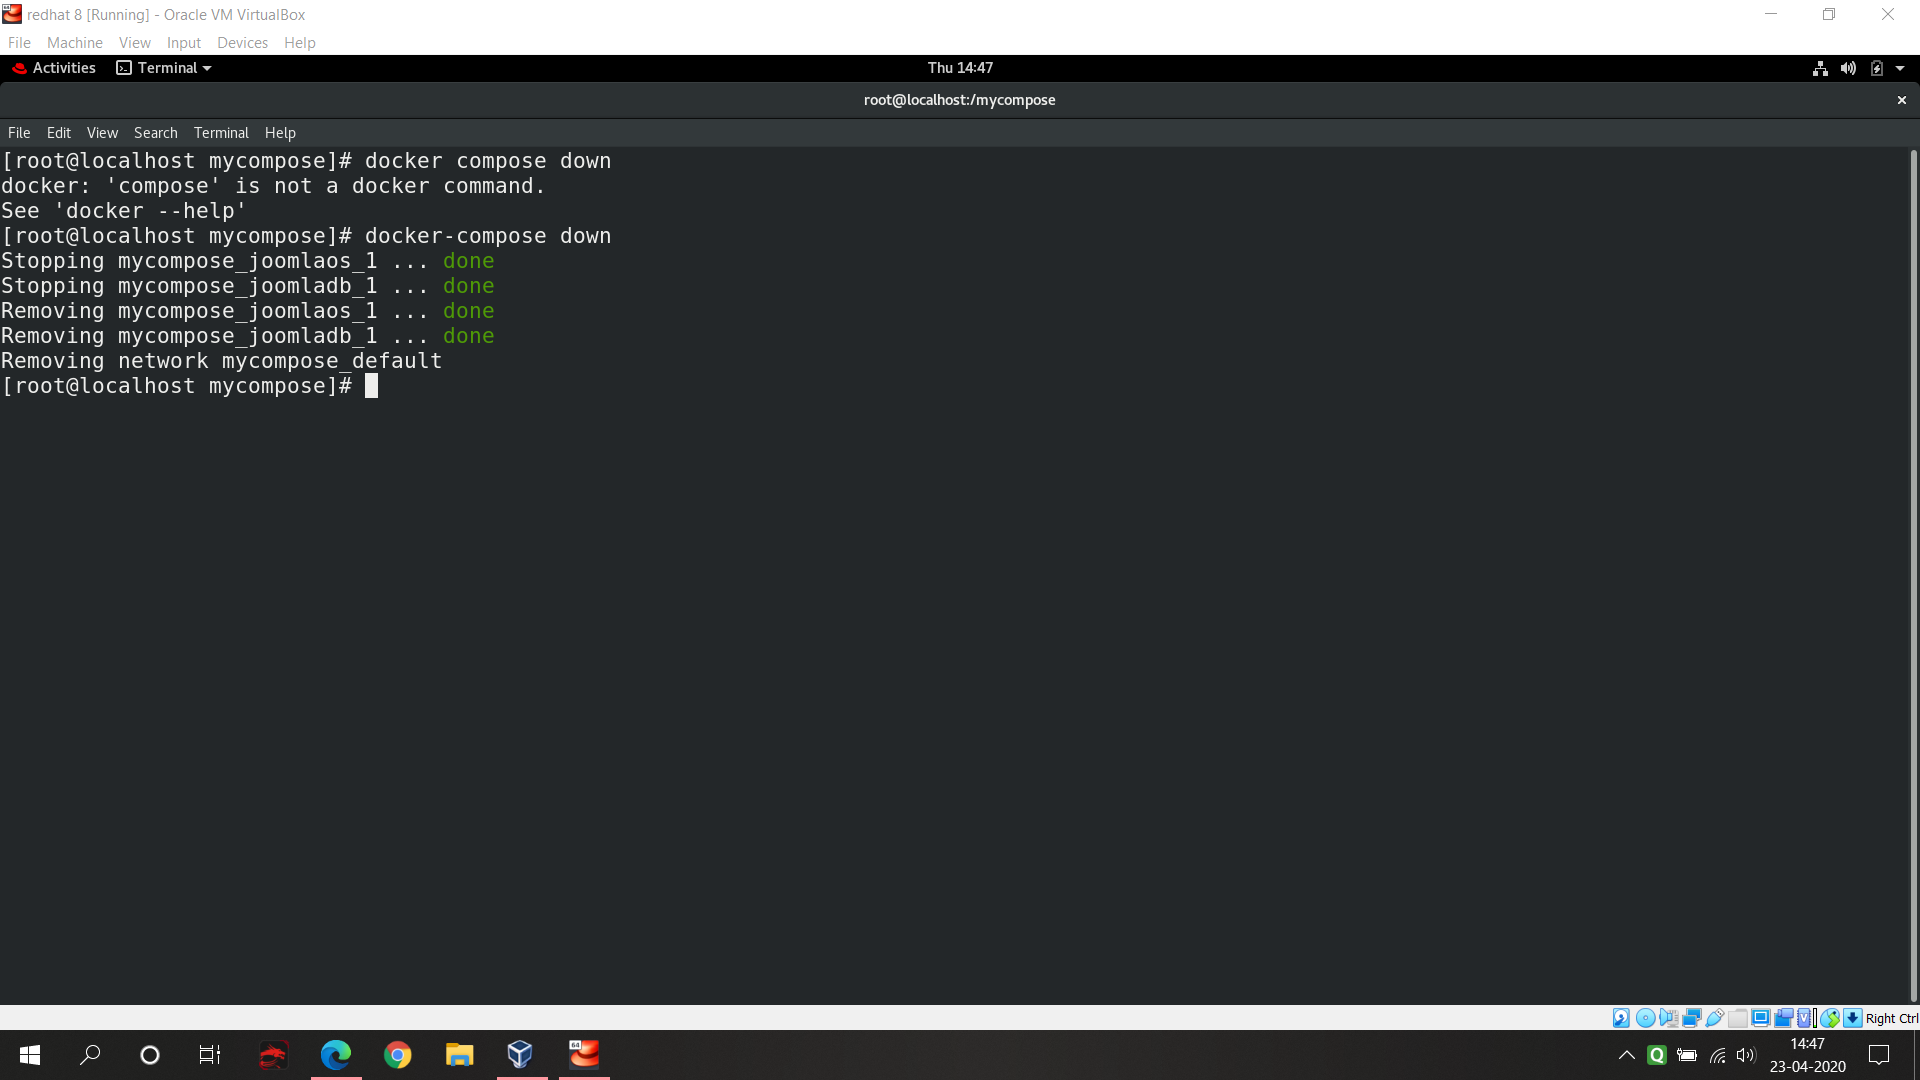 redhat 8 [Running] - Oracle VM VirtualBox
File Machine View Input Devices Help
Activities Terminal Thu 14:47
root@localhost:/mycompose
File Edit View Search Terminal Help
[root@localhost mycompose]# docker compose down
docker: 'compose' is not a docker command.
See 'docker --help'
[root@localhost mycompose]# docker-compose down
Stopping mycompose_joomlaos_1 ... done
Stopping mycompose_joomladb_1 ... done
Removing mycompose_joomlaos_1 ... done
Removing mycompose_joomladb_1 ... done
Removing network mycompose_default
[root@localhost mycompose]#
Right Ctrl
14:47
23-04-2020